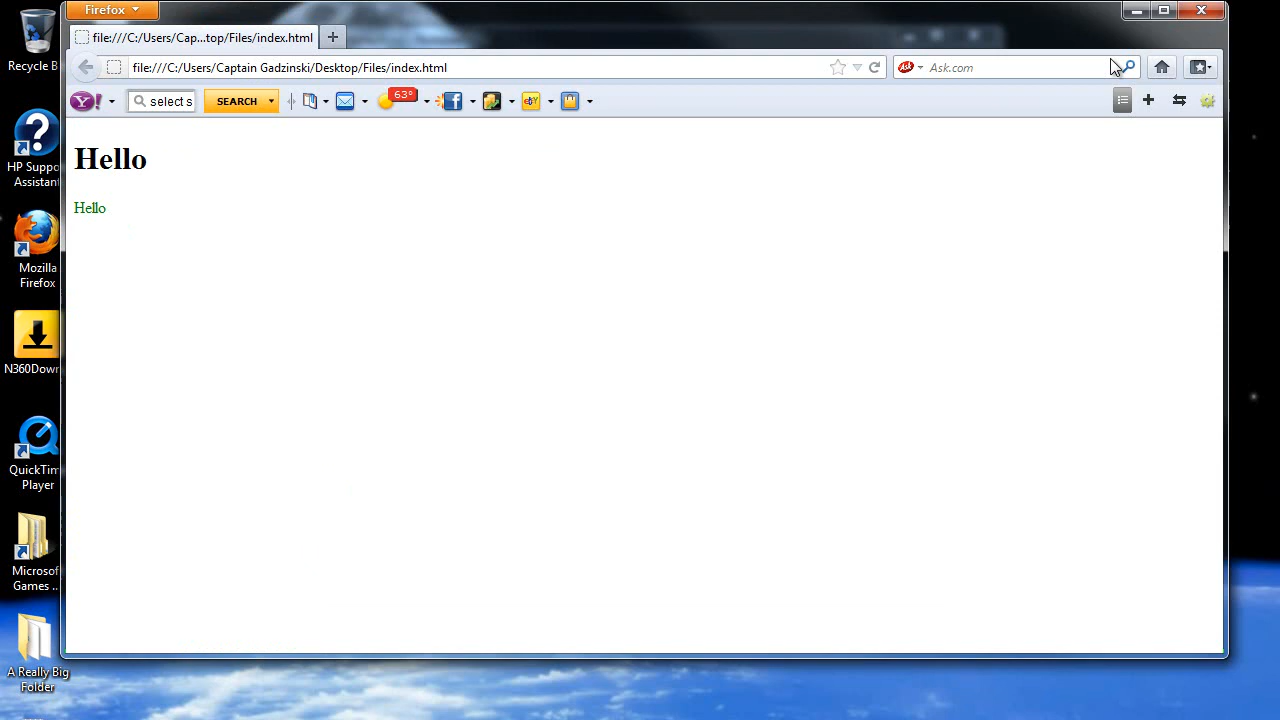 Firefox
file:///C:/Users/Cap...top/Files/index.html
file:///C:/Users/Captain Gadzinski/Desktop/Files/index.html
Ask
Ask.com
Y!
select s
SEARCH
63°
Hello
Hello
Recycle B
HP Suppo
Assistant
Mozilla
Firefox
N360Down
QuickTim
Player
Microsof
Games ...
A Really Big
Folder